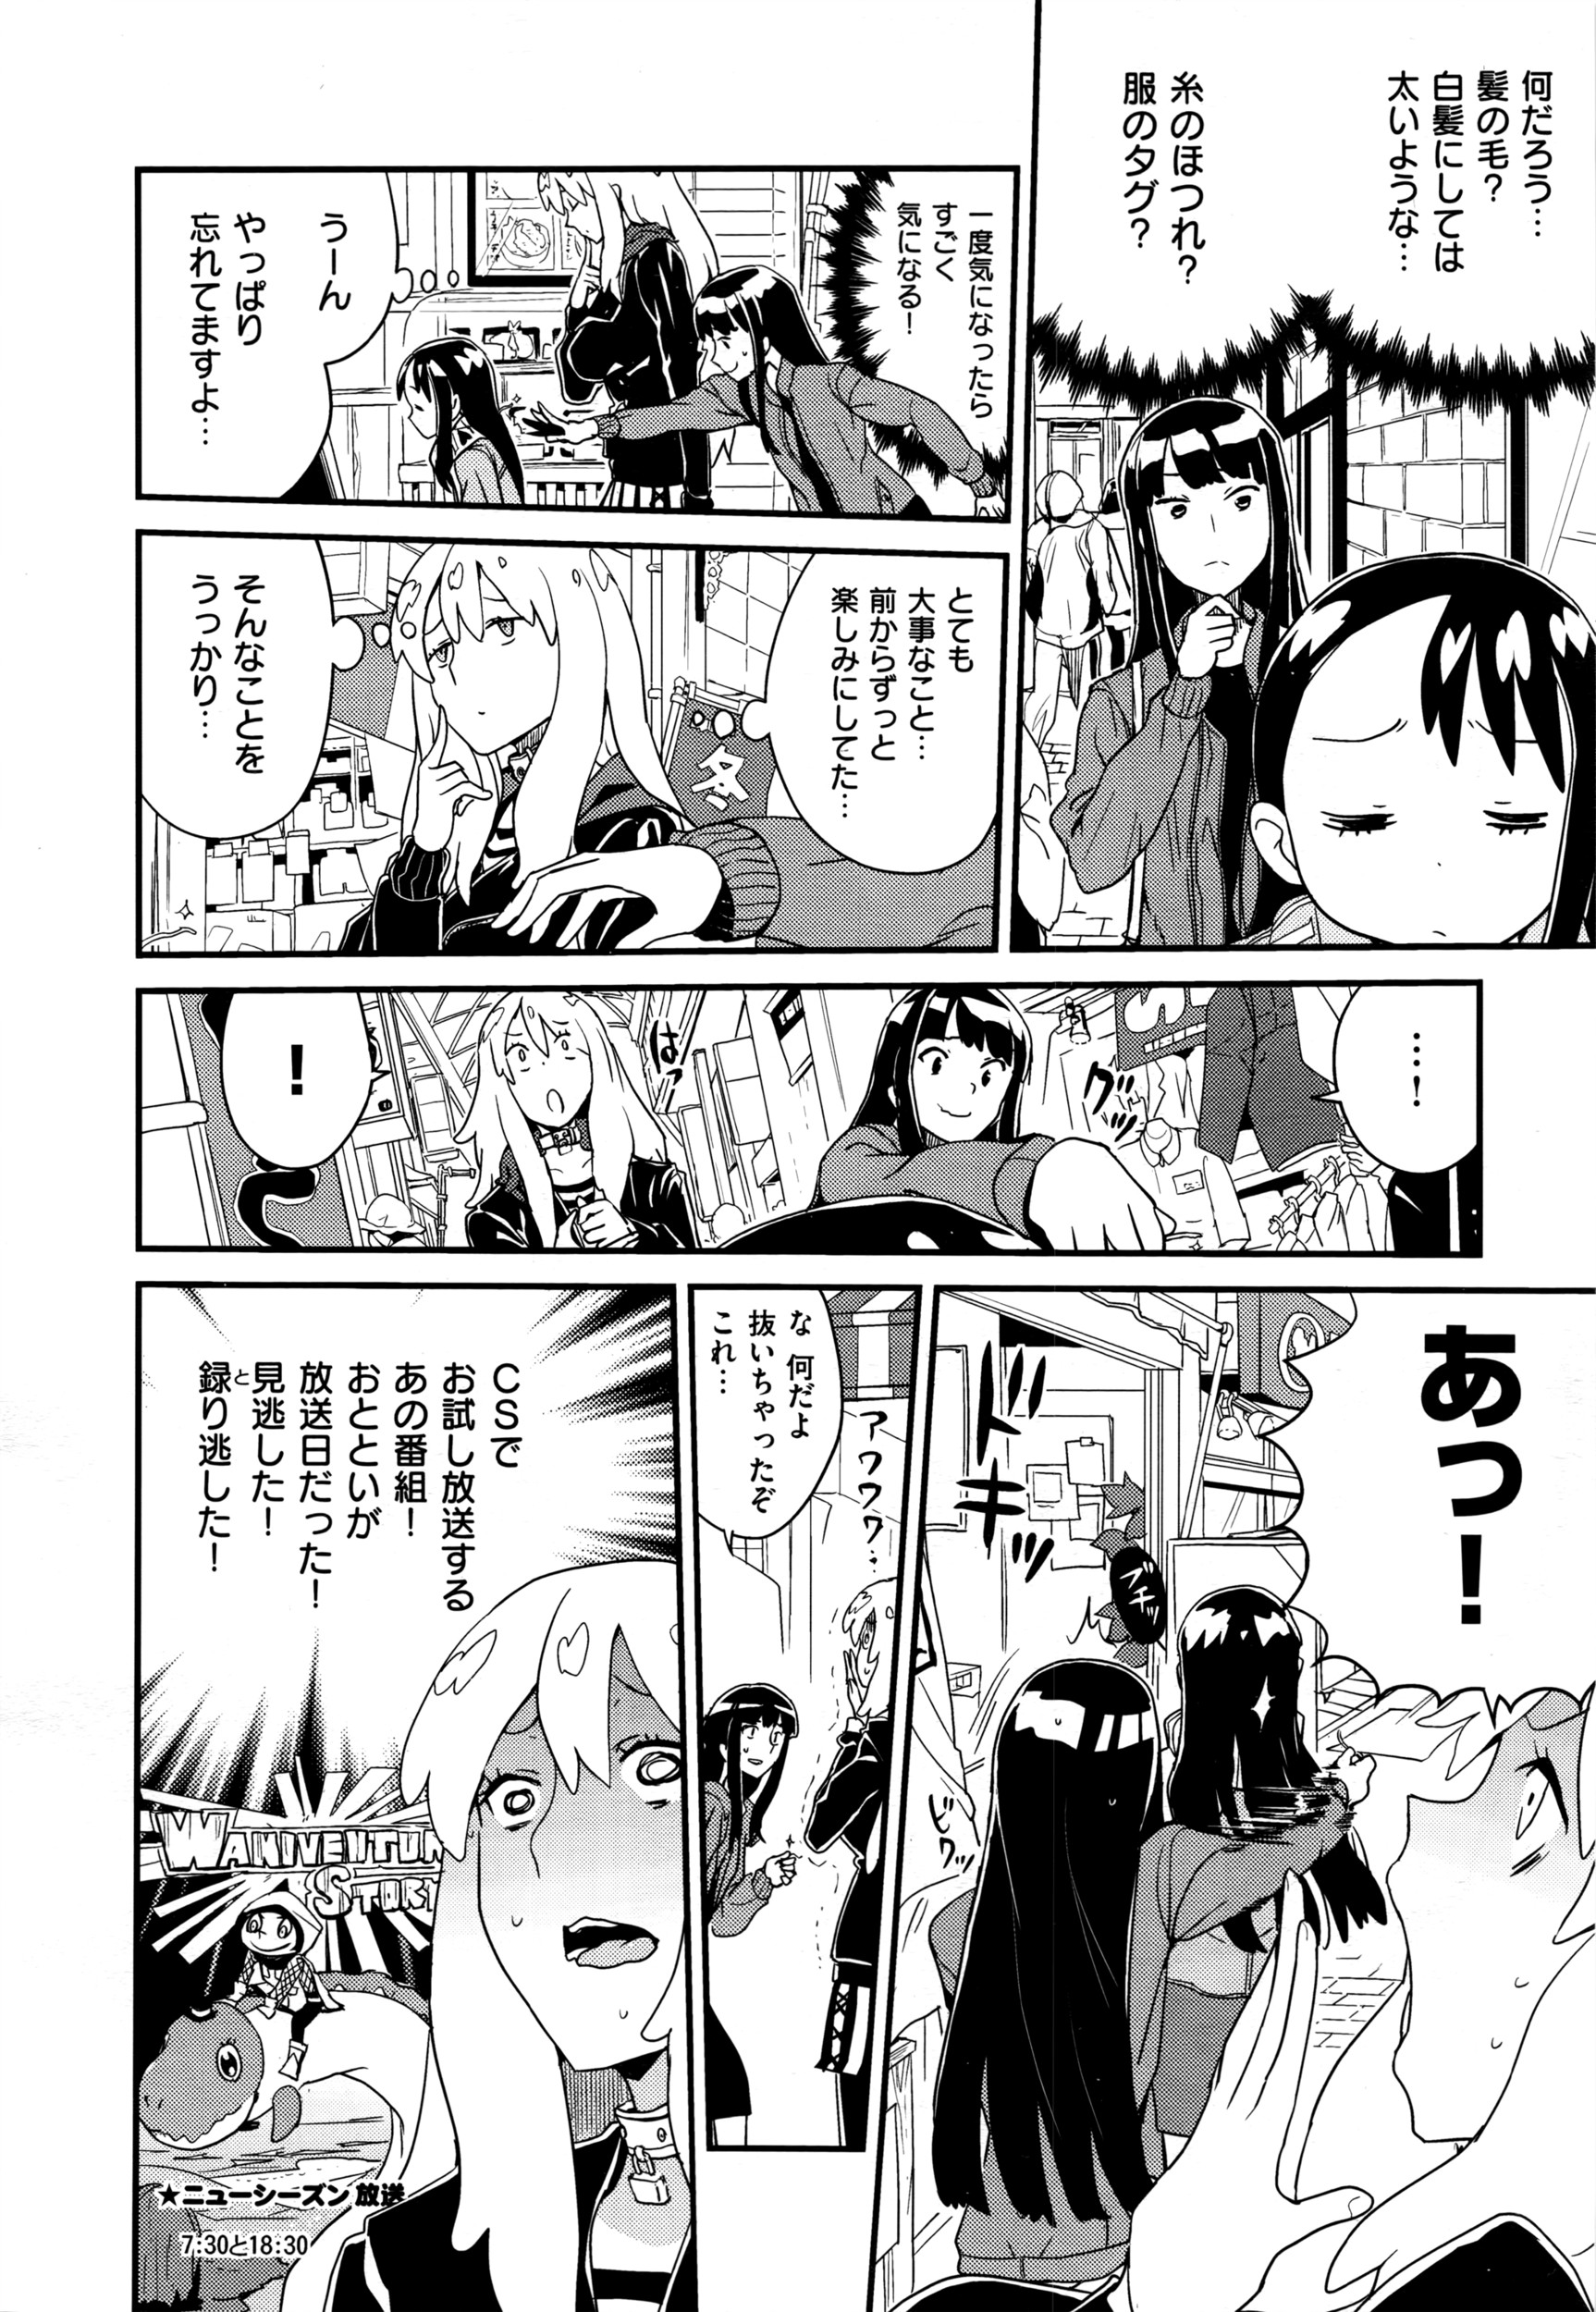 何だろう…
髪の毛？
白髪にしては
太いような…
糸のほつれ？
服のタグ？
一度気になったら
すごく
気になる！
うーん
やっぱり
忘れてますよ…
とても
大事なこと…
前からずっと
楽しみにしてた…
そんなことを
うっかり…
…！
グッグッ
はっ
！
あっ！
ブチッ
ドキッ
な 何だよ
抜いちゃったぞ
これ…
アワワワ…
ビクッ
CSで
お試し放送する
あの番組！
おとといが
放送日だった！
見逃した！
録り逃した！
と
STOR
★ニューシーズン放送
7:30と18:30